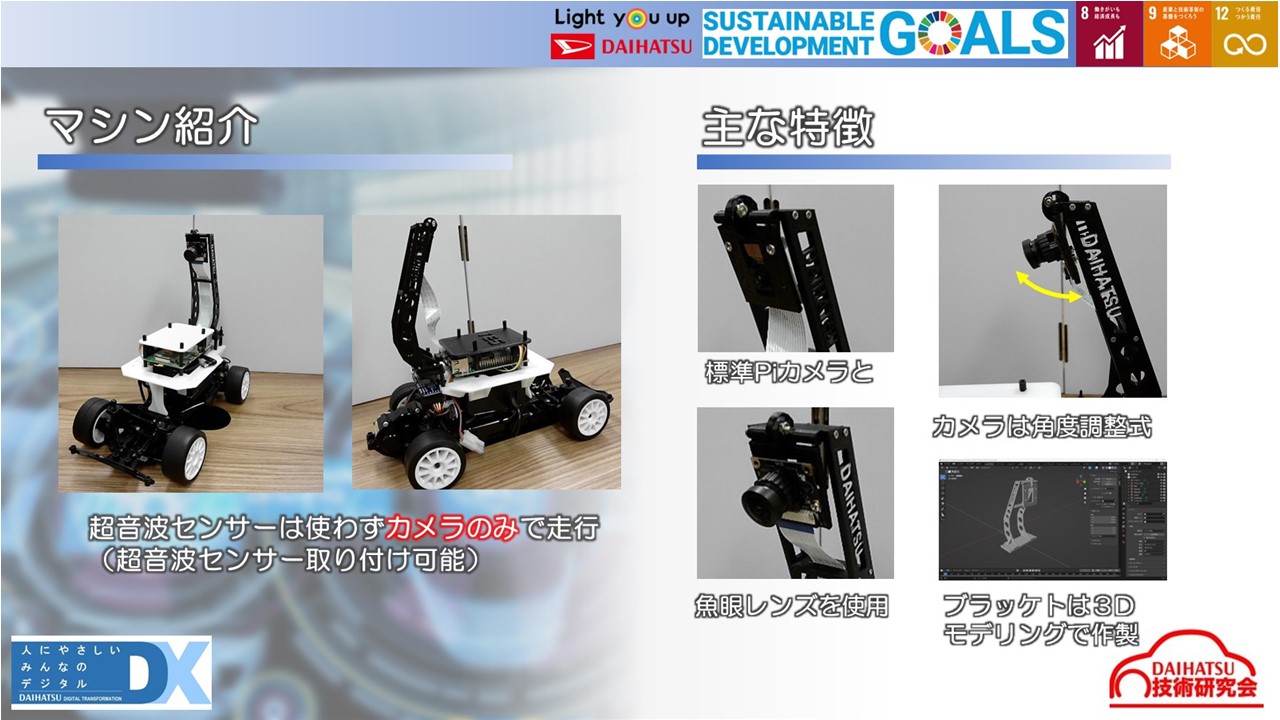 Light you up
DAIHATSU
SUSTAINABLE
DEVELOPMENT
GOALS
8 働きがいも
経済成長も
9 産業と技術革新の
基盤をつくろう
12 つくる責任
つかう責任
マシン紹介
超音波センサーは使わずカメラのみで走行
(超音波センサー取り付け可能)
主な特徴
標準Piカメラと
DAIHATSU
カメラは角度調整式
DAIHATSU
魚眼レンズを使用
ブラッケトは3D
モデリングで作製
人にやさしい
みんなの
デジタル
DX
DAIHATSU DIGITAL TRANSFORMATION
DAIHATSU
技術研究会